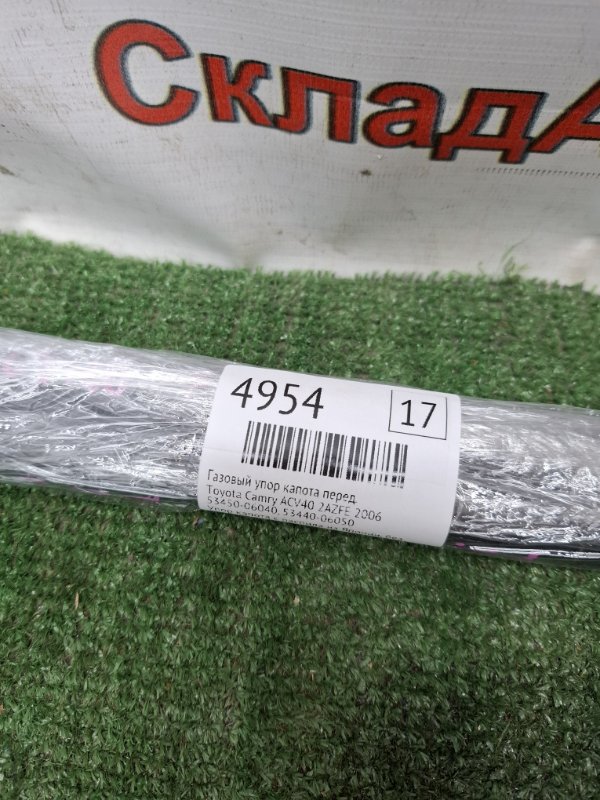 СкладА
4954
17
Газовый упор капота перед.
Toyota Camry ACV40 2AZFE 2006
53450-06040, 53440-06050